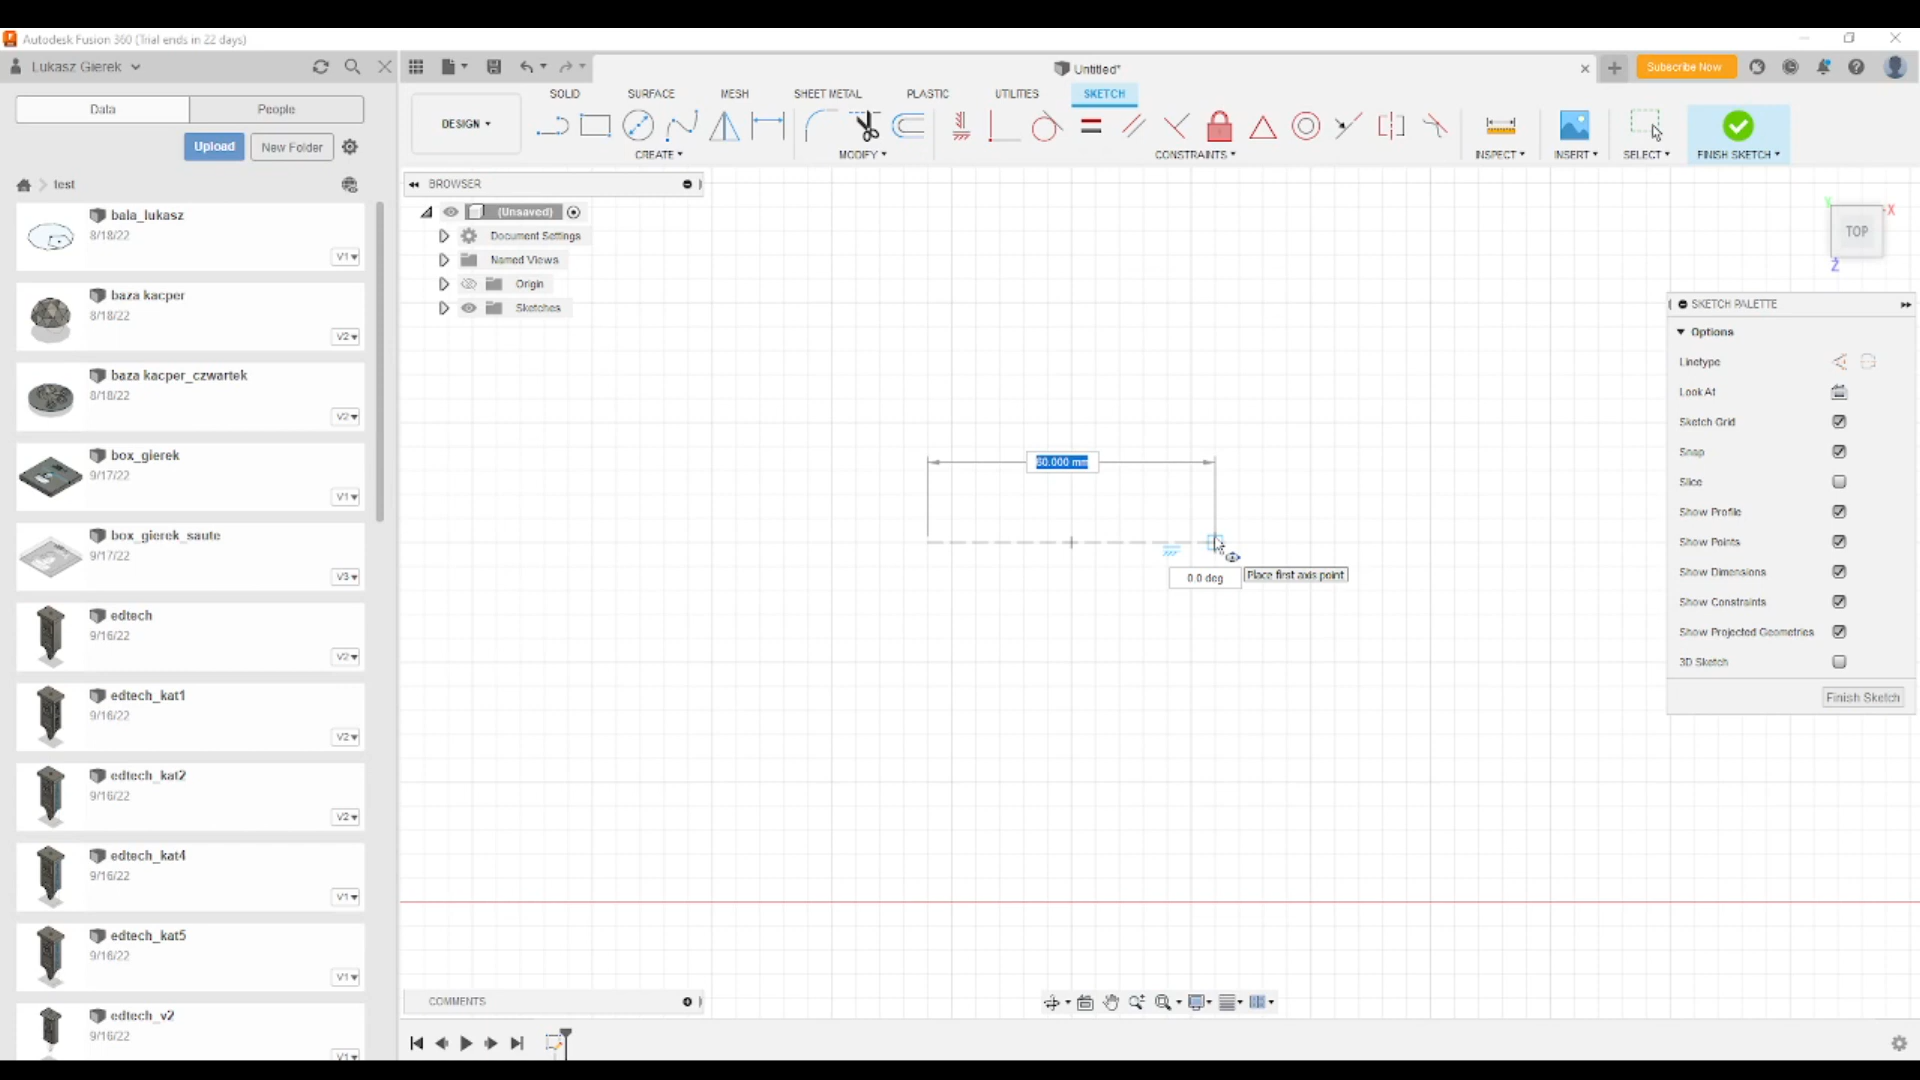 Autodesk Fusion 360 (Trial ends in 22 days)
Lukasz Gierek
Untitled*
Subscribe Now
Data
People
Upload
New Folder
test
bala_lukasz
8/18/22
V1
baza kacper
8/18/22
V2
baza kacper_czwartek
8/18/22
V2
box_gierek
9/17/22
V1
box_gierek_saute
9/17/22
V3
edtech
9/16/22
V2
edtech_kat1
9/16/22
V2
edtech_kat2
9/16/22
V2
edtech_kat4
9/16/22
V1
edtech_kat5
9/16/22
V1
edtech_v2
9/16/22
V1
SOLID
SURFACE
MESH
SHEET METAL
PLASTIC
UTILITIES
SKETCH
DESIGN
CREATE
MODIFY
CONSTRAINTS
INSPECT
INSERT
SELECT
FINISH SKETCH
BROWSER
(Unsaved)
Document Settings
Named Views
Origin
Sketches
Y
X
TOP
Z
60.000 mm
0.0 deg
Place first axis point
SKETCH PALETTE
Options
Linetype
Look At
Sketch Grid
Snap
Slice
Show Profile
Show Points
Show Dimensions
Show Constraints
Show Projected Geometries
3D Sketch
Finish Sketch
COMMENTS